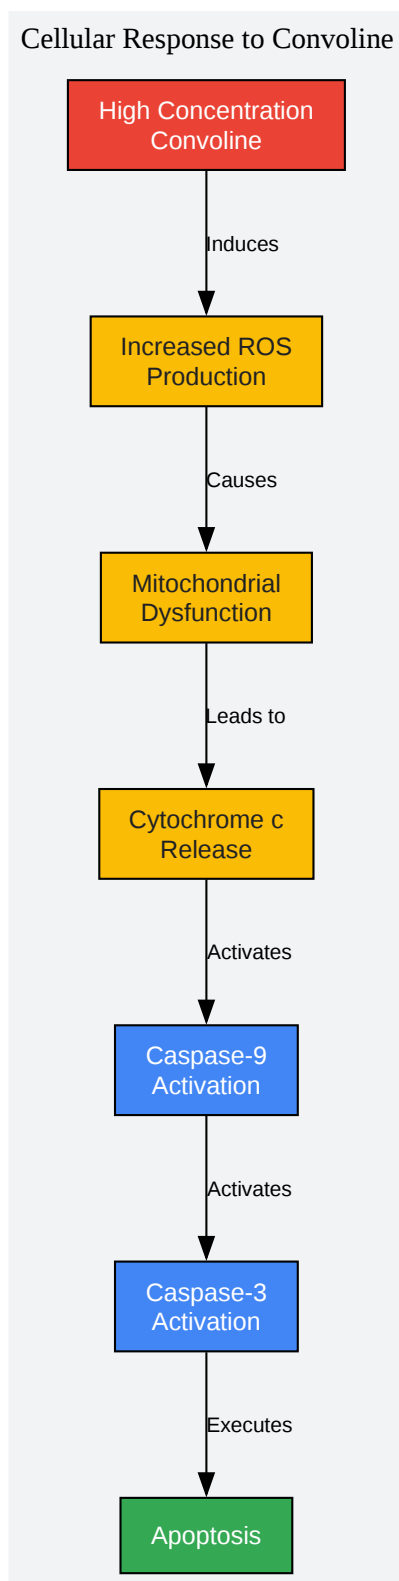 Cellular Response to Convoline
High Concentration
Convoline
Induces
Increased ROS
Production
Causes
Mitochondrial
Dysfunction
Leads to
Cytochrome c
Release
Activates
Caspase-9
Activation
Activates
Caspase-3
Activation
Executes
Apoptosis